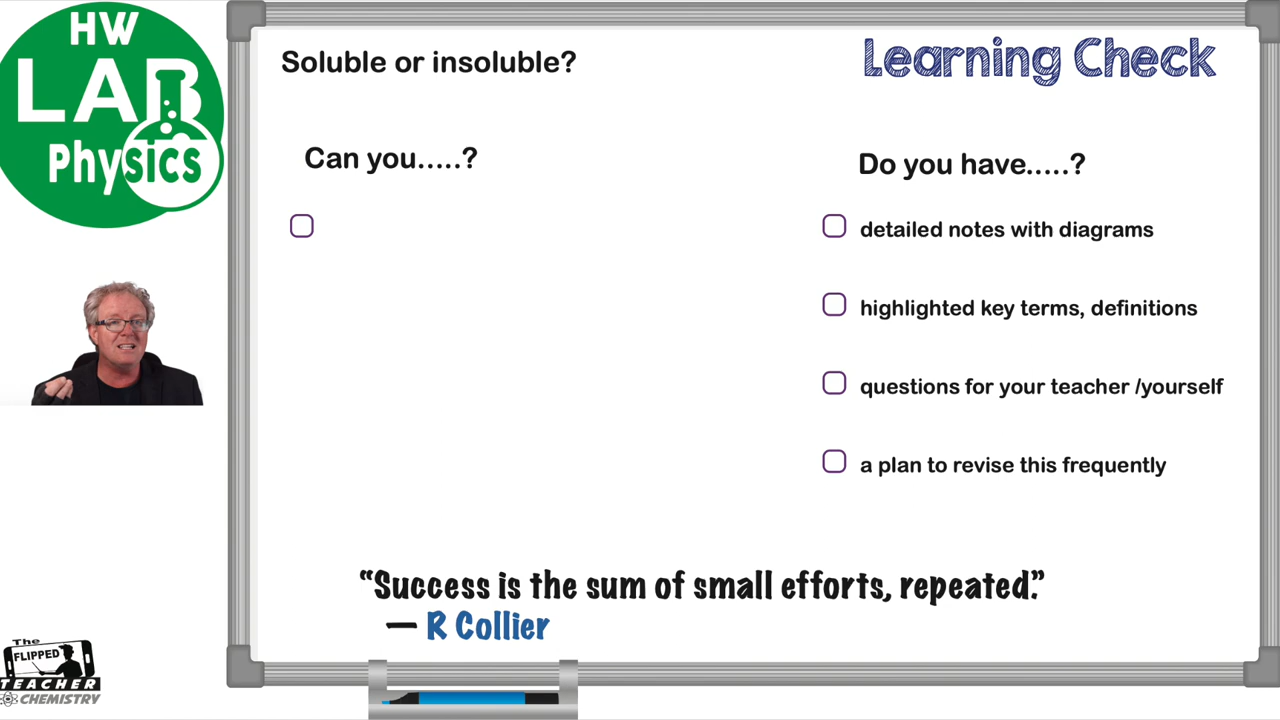 HW
LAB
Physics
Soluble or insoluble?
Learning Check
Can you.....?
Do you have.....?
detailed notes with diagrams
highlighted key terms, definitions
questions for your teacher /yourself
a plan to revise this frequently
“Success is the sum of small efforts, repeated.”
— R Collier
The
FLIPPED
TEACHER
CHEMISTRY